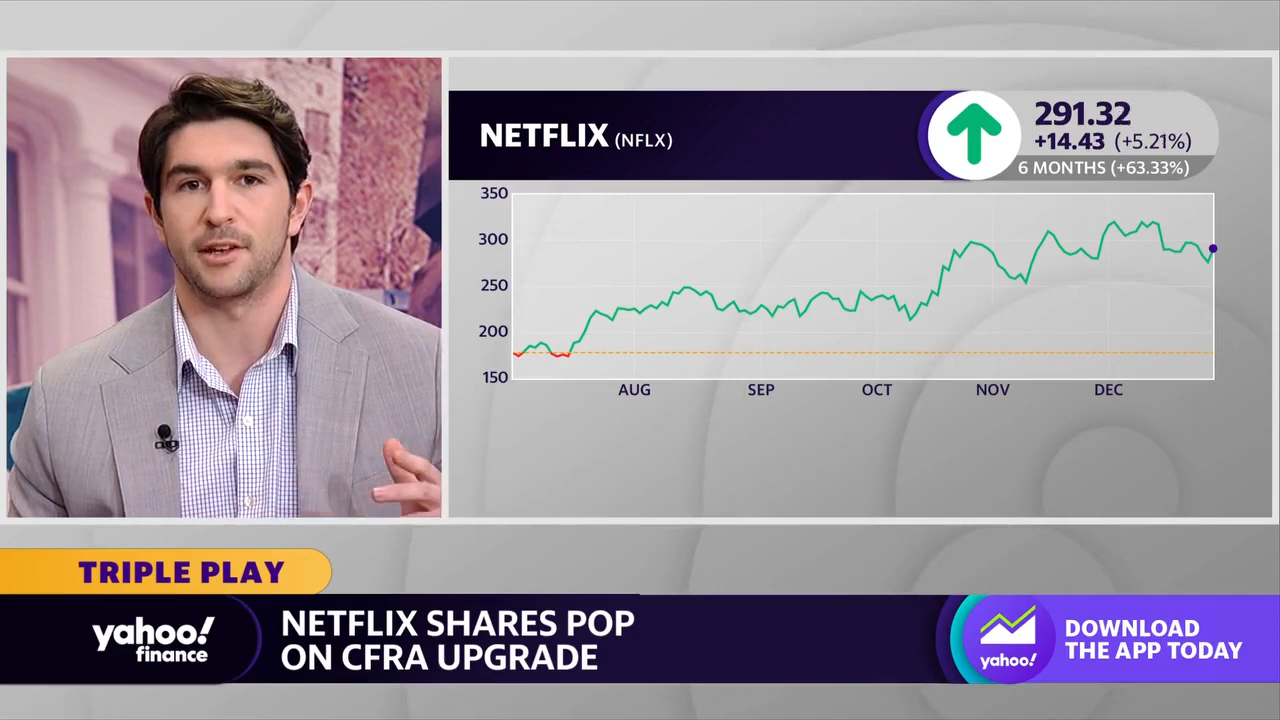 NETFLIX (NFLX)
291.32
+14.43 (+5.21%)
6 MONTHS (+63.33%)
350
300
250
200
150
AUG SEP OCT NOV DEC
TRIPLE PLAY
yahoo!
finance
NETFLIX SHARES POP
ON CFRA UPGRADE
yahoo!
DOWNLOAD
THE APP TODAY